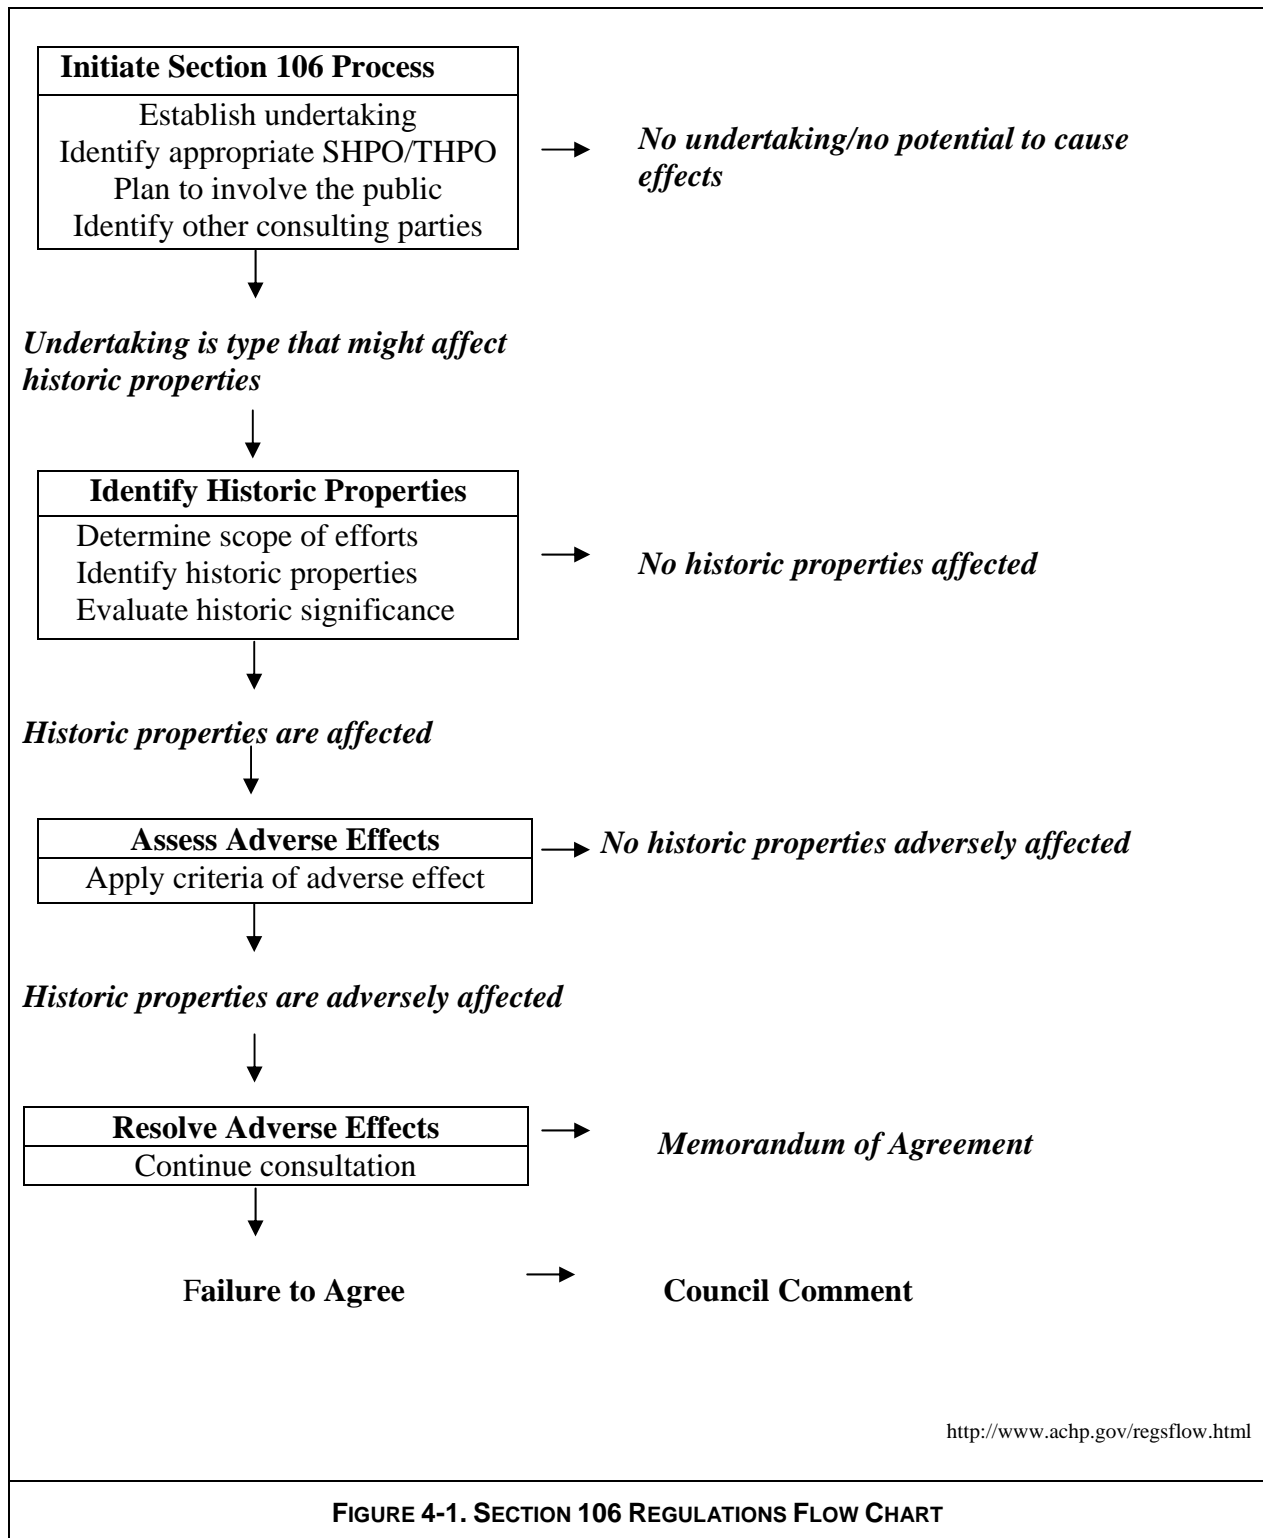 Initiate Section 106 Process
Establish undertaking
Identify appropriate SHPO/THPO
Plan to involve the public
Identify other consulting parties
No undertaking/no potential to cause
effects
Undertaking is type that might affect
historic properties
Identify Historic Properties
Determine scope of efforts
Identify historic properties
Evaluate historic significance
No historic properties affected
Historic properties are affected
Assess Adverse Effects
Apply criteria of adverse effect
No historic properties adversely affected
Historic properties are adversely affected
Resolve Adverse Effects
Continue consultation
Memorandum of Agreement
Failure to Agree
Council Comment
http://www.achp.gov/regsflow.html
FIGURE 4-1. SECTION 106 REGULATIONS FLOW CHART